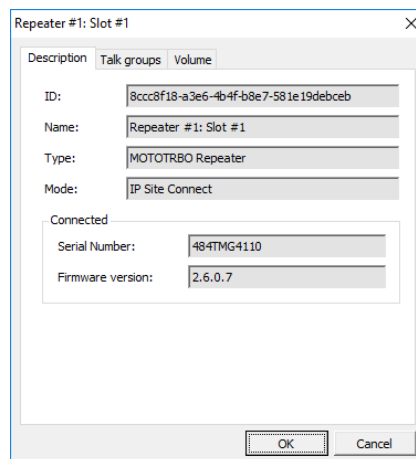 Repeater #1: Slot #1
Description Talk groups Volume
ID: 8ccc8f18-a3e6-4b4f-b8e7-581e19debceb
Name: Repeater #1: Slot #1
Type: MOTOTRBO Repeater
Mode: IP Site Connect
Connected
Serial Number: 484TMG4110
Firmware version: 2.6.0.7
OK Cancel